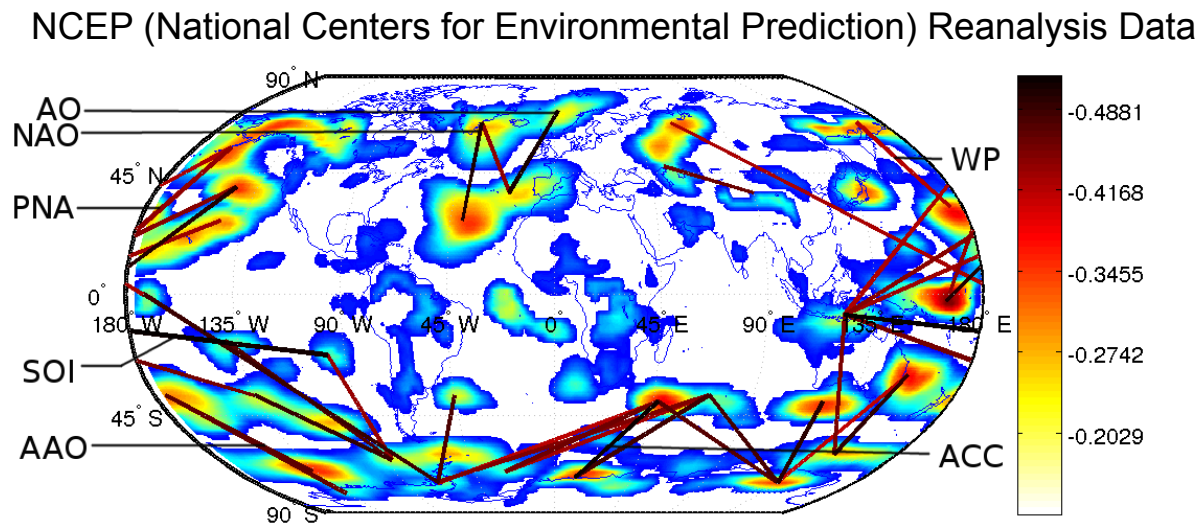 NCEP (National Centers for Environmental Prediction) Reanalysis Data
90° N
AO
NAO
-0.4881
WP
45° N
-0.4168
PNA
-0.3455
0°
180° W 135° W 90° W 45° W 0° 45° E 90° E 135° E 180° E
-0.2742
SOI
45° S
-0.2029
AAO
ACC
90° S